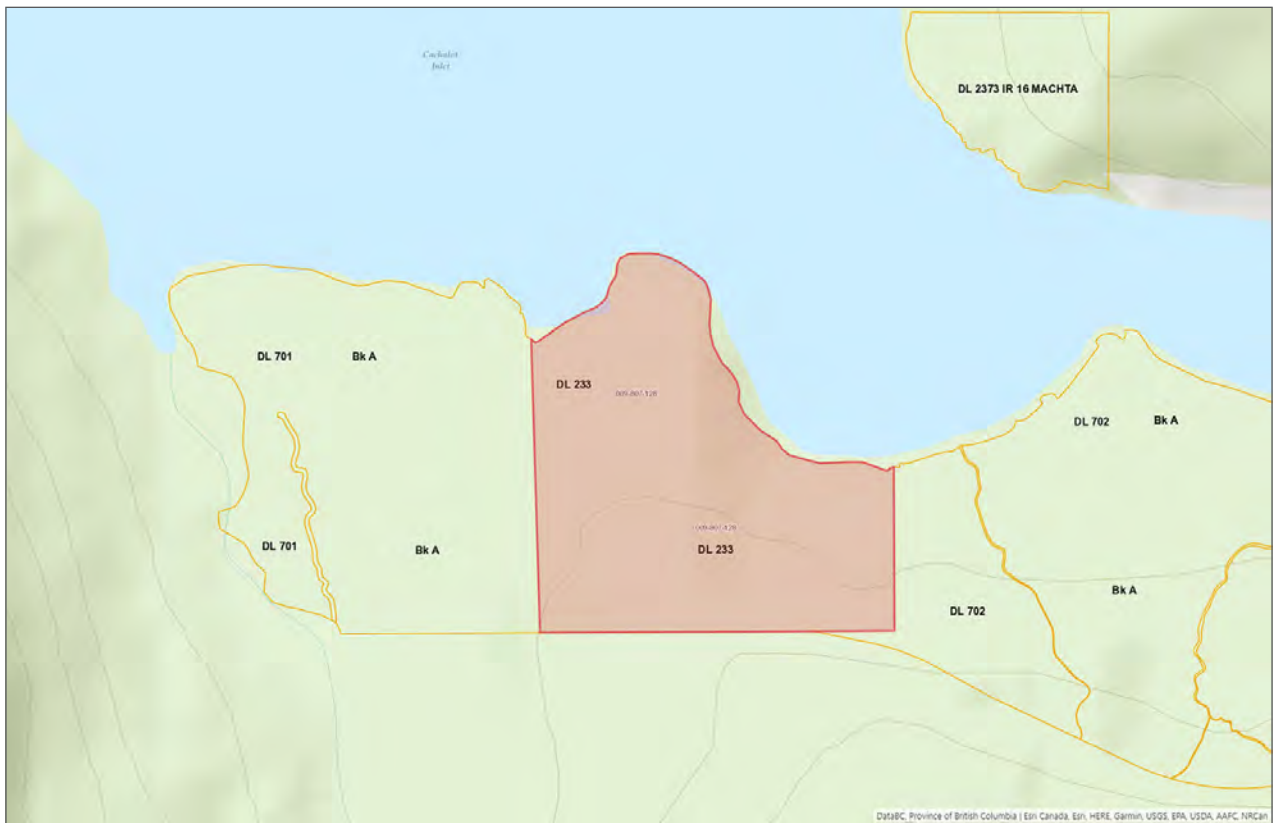 Cachalot
Inlet
DL 2373 IR 16 MACHTA
DL 701
Bk A
DL 233
DL 702
Bk A
DL 701
Bk A
DL 233
DL 702
Bk A
DataBC, Province of British Columbia | Esri Canada, Esri, HERE, Garmin, USGS, EPA, USDA, AAFC, NRCan